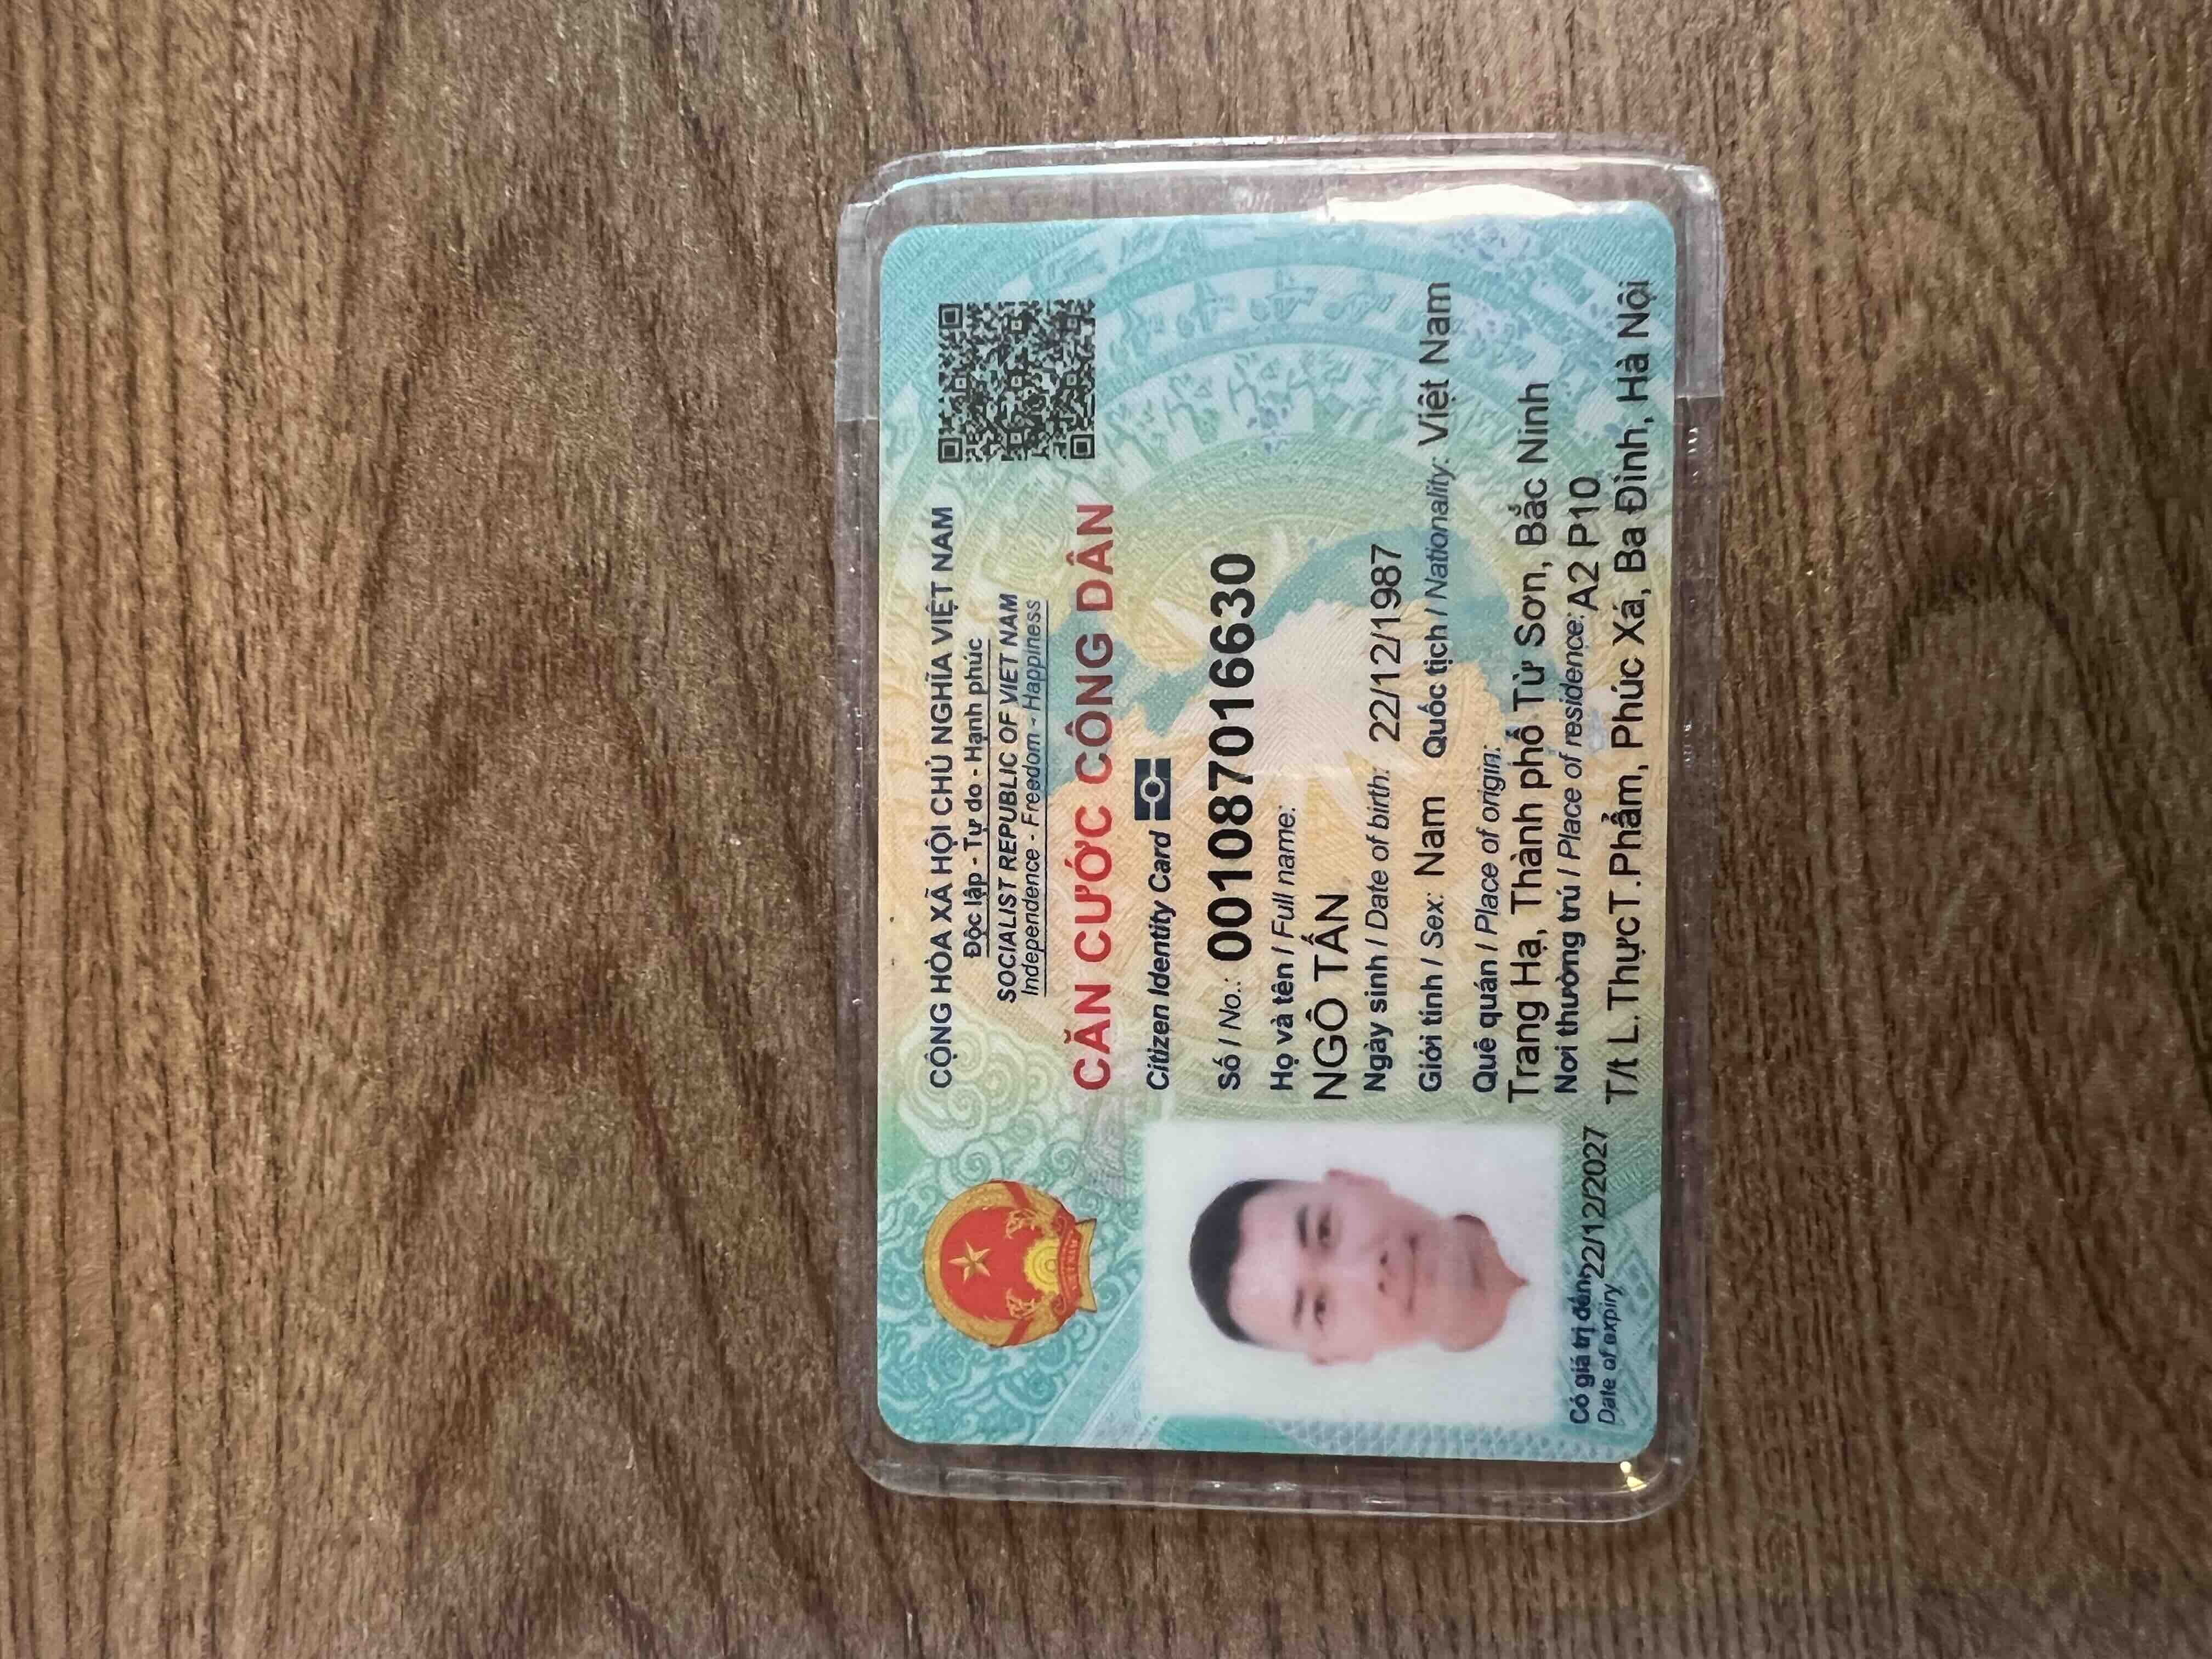 CỘNG HÒA XÃ HỘI CHỦ NGHĨA VIỆT NAM
Độc lập - Tự do - Hạnh phúc
SOCIALIST REPUBLIC OF VIET NAM
Independence - Freedom - Happiness
CĂN CƯỚC CÔNG DÂN
Citizen Identity Card
Số / No.: 001087016630
Họ và tên / Full name:
NGÔ TẤN
Ngày sinh / Date of birth: 22/12/1987
Giới tính / Sex: Nam Quốc tịch / Nationality: Việt Nam
Quê quán / Place of origin:
Trang Hạ, Thành phố Từ Sơn, Bắc Ninh
Nơi thường trú / Place of residence: A2 P10
T/t L.ThựcT.Phẩm, Phúc Xá, Ba Đình, Hà Nội
Có giá trị đến: 22/12/2027
Date of expiry